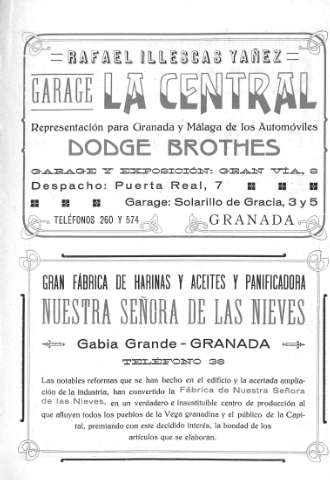 RAFAEL ILLESCAS YAÑEZ
GARAGE LA CENTRAL
Representación para Granada y Málaga de los Automóviles
DODGE BROTHES
GARAGE Y EXPOSICIÓN: GRAN VÍA, 8
Despacho: Puerta Real, 7
Garage: Solarillo de Gracia, 3 y 5
TELÉFONOS 260 Y 574
GRANADA
GRAN FÁBRICA DE HARINAS Y ACEITES Y PANIFICADORA
NUESTRA SEÑORA DE LAS NIEVES
Gabia Grande - GRANADA
TELÉFONO 36
Las notables reformas que se han hecho en el edificio y la acertada amplia-
ción de la industria, han convertido la Fábrica de Nuestra Señora
de las Nieves, en un verdadero e insustituible centro de producción al
que afluyen todos los pueblos de la Vega granadina y el público de la Capi-
tal, premiando con este decidido interés, la bondad de los
artículos que se elaboran.